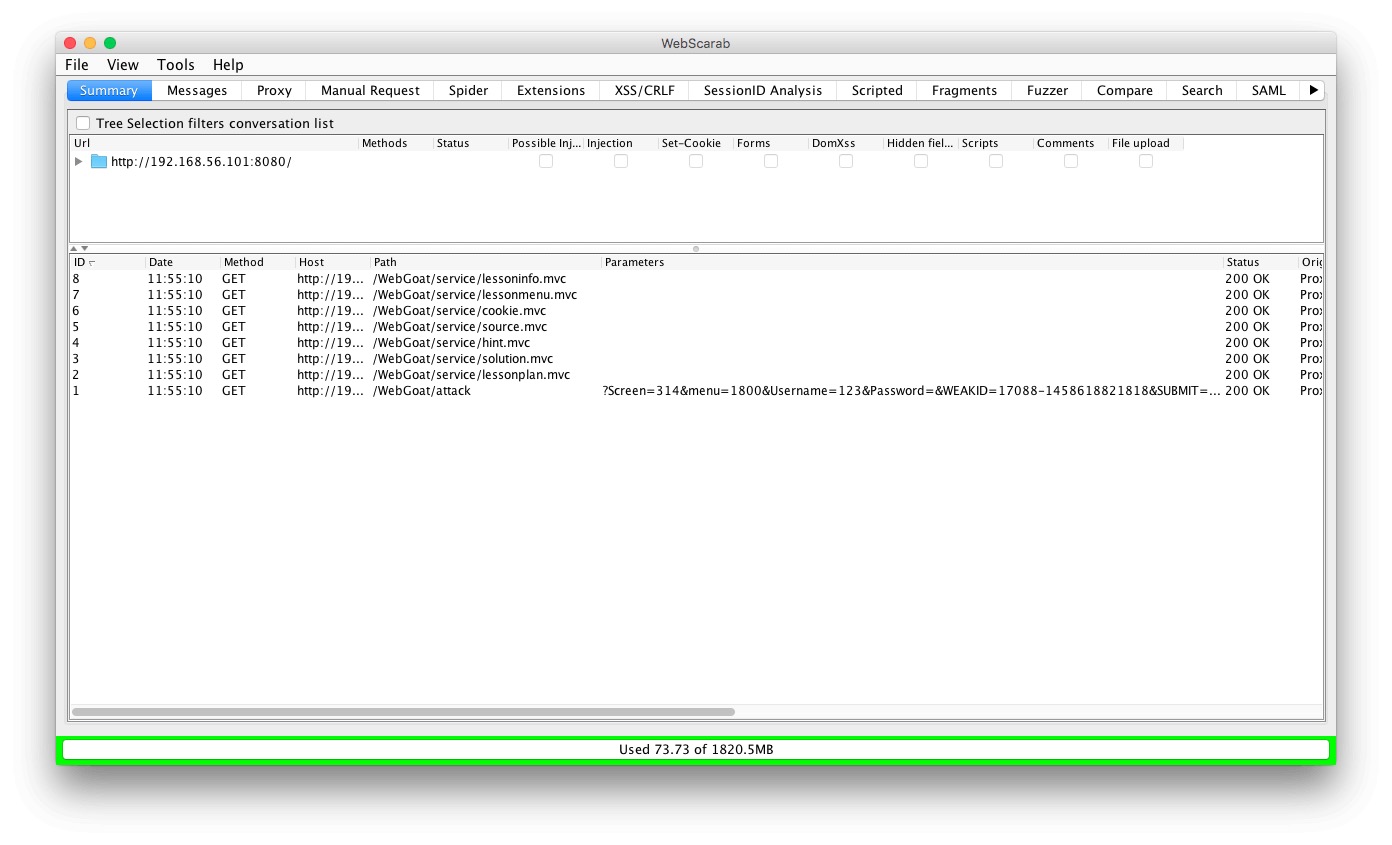 WebScarab
File View Tools Help
Summary Messages Proxy Manual Request Spider Extensions XSS/CRLF SessionID Analysis Scripted Fragments Fuzzer Compare Search SAML
Tree Selection filters conversation list
Url Methods Status Possible Inj... Injection Set-Cookie Forms DomXss Hidden fiel... Scripts Comments File upload
http://192.168.56.101:8080/
ID Date Method Host Path Parameters Status Orig
8 11:55:10 GET http://19... /WebGoat/service/lessoninfo.mvc 200 OK Prox
7 11:55:10 GET http://19... /WebGoat/service/lessonmenu.mvc 200 OK Prox
6 11:55:10 GET http://19... /WebGoat/service/cookie.mvc 200 OK Prox
5 11:55:10 GET http://19... /WebGoat/service/source.mvc 200 OK Prox
4 11:55:10 GET http://19... /WebGoat/service/hint.mvc 200 OK Prox
3 11:55:10 GET http://19... /WebGoat/service/solution.mvc 200 OK Prox
2 11:55:10 GET http://19... /WebGoat/service/lessonplan.mvc 200 OK Prox
1 11:55:10 GET http://19... /WebGoat/attack ?Screen=314&menu=1800&Username=123&Password=&WEAKID=17088-1458618821818&SUBMIT=... 200 OK Prox
Used 73.73 of 1820.5MB